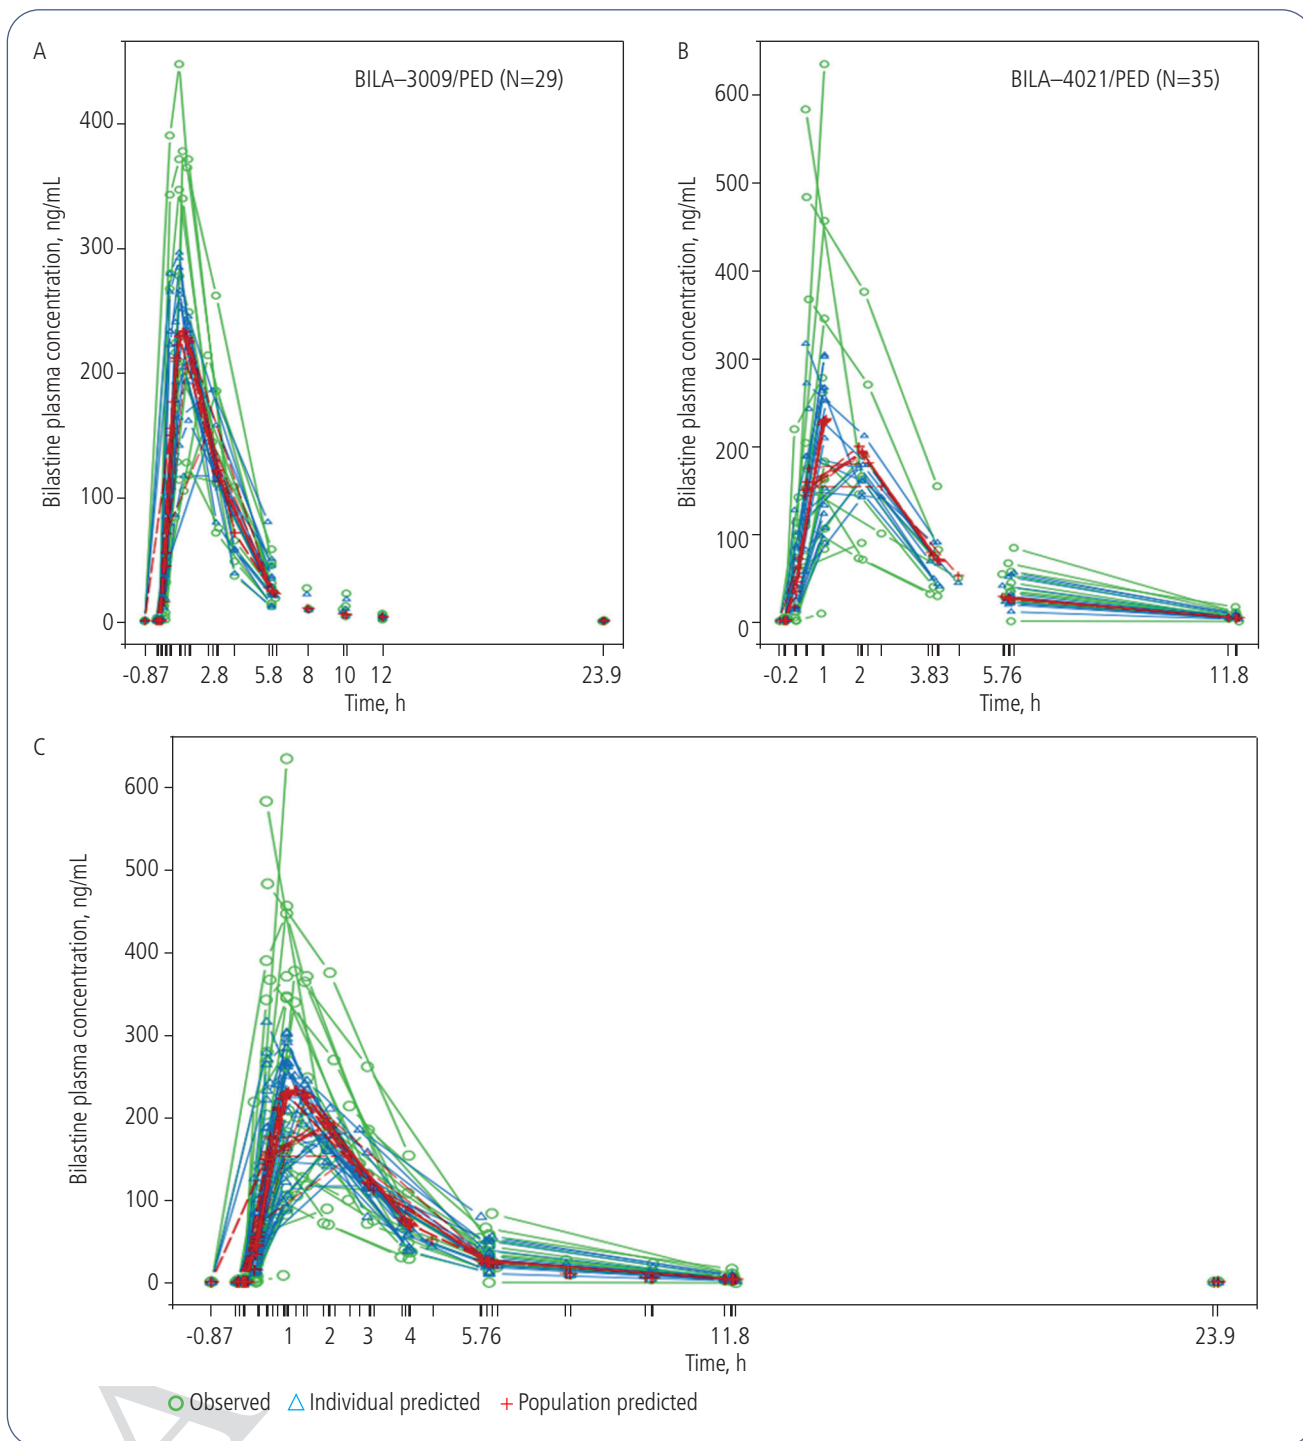 A
BILA–3009/PED (N=29)
Bilastine plasma concentration, ng/mL
400
300
200
100
0
-0.87 2.8 5.8 8 10 12 23.9
Time, h
B
BILA–4021/PED (N=35)
Bilastine plasma concentration, ng/mL
600
500
400
300
200
100
0
-0.2 1 2 3.83 5.76 11.8
Time, h
C
Bilastine plasma concentration, ng/mL
600
500
400
300
200
100
0
-0.87 1 2 3 4 5.76 11.8 23.9
Time, h
Observed Individual predicted Population predicted